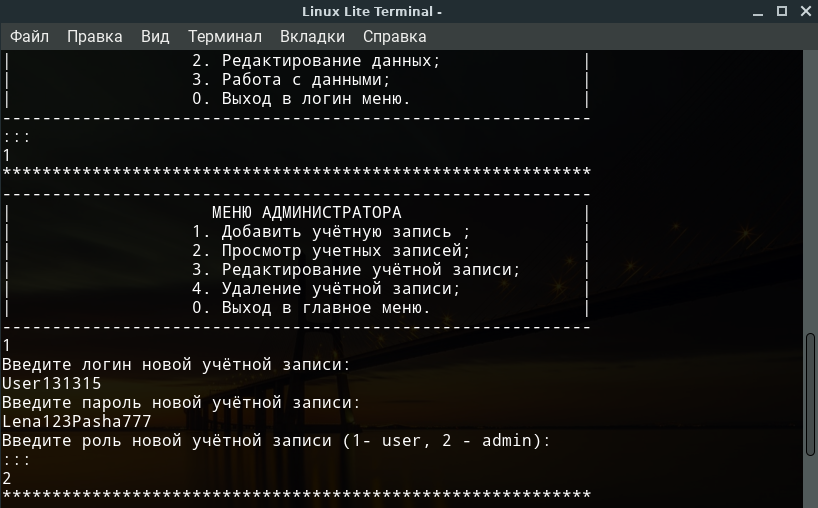 Linux Lite Terminal -
Файл Правка Вид Терминал Вкладки Справка
| 2. Редактирование данных; |
| 3. Работа с данными; |
| 0. Выход в логин меню. |
-----------------------------------------------------------
:::
1
***********************************************************
-----------------------------------------------------------
| МЕНЮ АДМИНИСТРАТОРА |
| 1. Добавить учётную запись ; |
| 2. Просмотр учетных записей; |
| 3. Редактирование учётной записи; |
| 4. Удаление учётной записи; |
| 0. Выход в главное меню. |
-----------------------------------------------------------
1
Введите логин новой учётной записи:
User131315
Введите пароль новой учётной записи:
Lena123Pasha777
Введите роль новой учётной записи (1- user, 2 - admin):
:::
2
***********************************************************